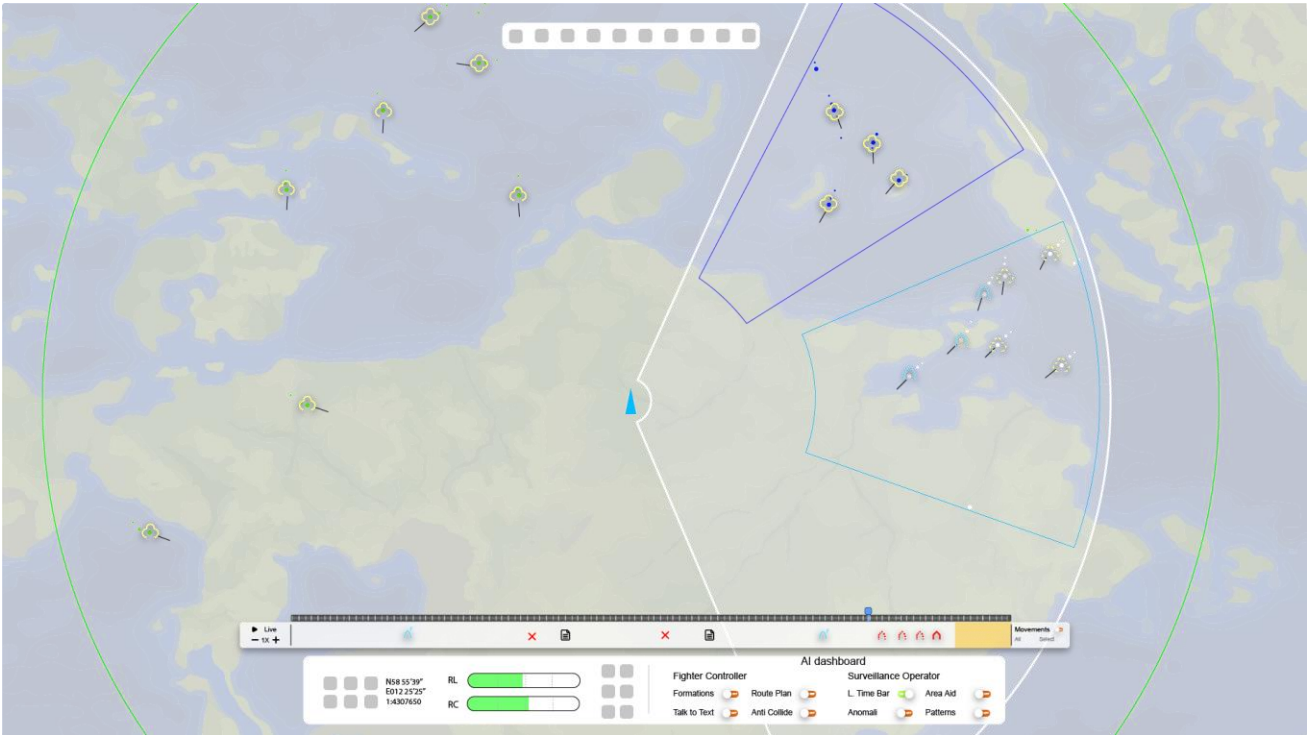 Live
1X
Movements
All Select
AI dashboard
N58 55'39"
E012 25'25"
1:4307650
RL
RC
Fighter Controller
Formations Route Plan
Talk to Text Anti Collide
Surveillance Operator
L. Time Bar Area Aid
Anomali Patterns